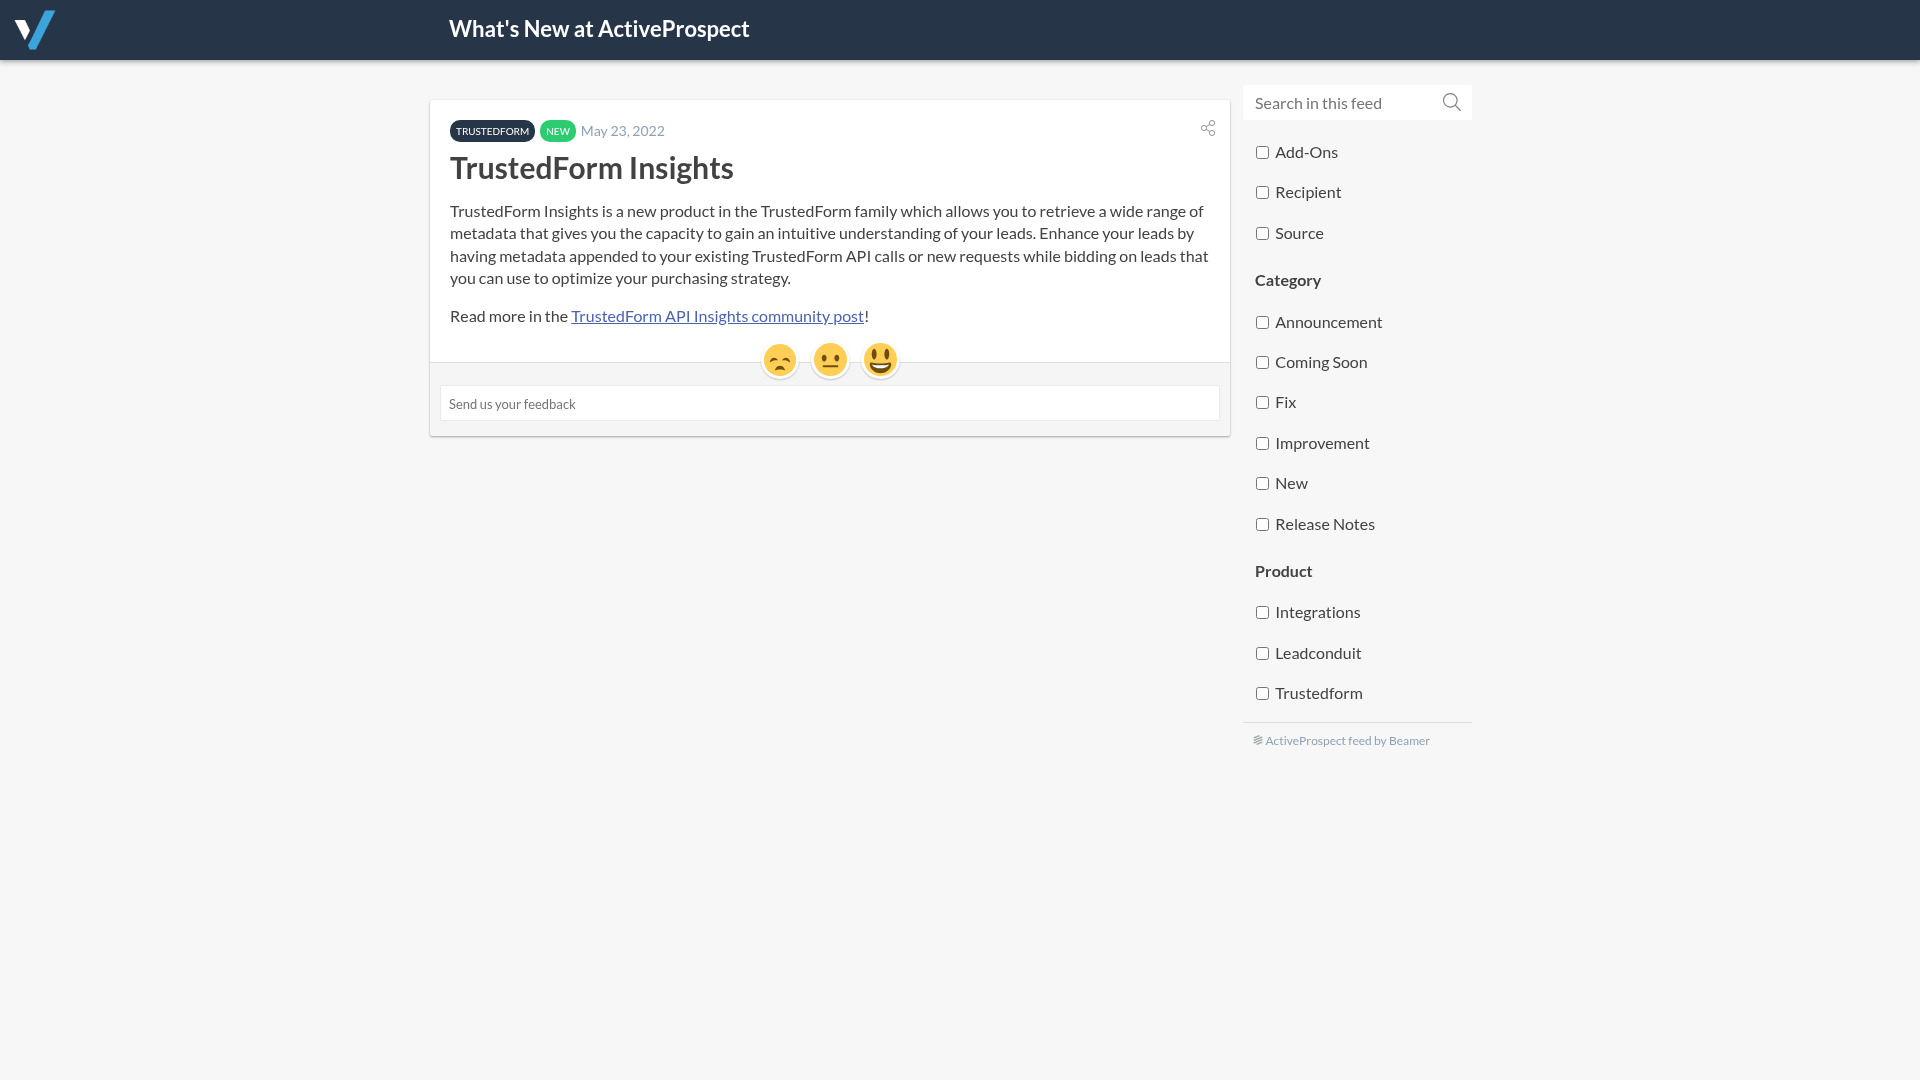 What's New at ActiveProspect
TRUSTEDFORM NEW May 23, 2022
TrustedForm Insights
TrustedForm Insights is a new product in the TrustedForm family which allows you to retrieve a wide range of
metadata that gives you the capacity to gain an intuitive understanding of your leads. Enhance your leads by
having metadata appended to your existing TrustedForm API calls or new requests while bidding on leads that
you can use to optimize your purchasing strategy.
Read more in the TrustedForm API Insights community post!
Send us your feedback
Search in this feed
Add-Ons
Recipient
Source
Category
Announcement
Coming Soon
Fix
Improvement
New
Release Notes
Product
Integrations
Leadconduit
Trustedform
ActiveProspect feed by Beamer